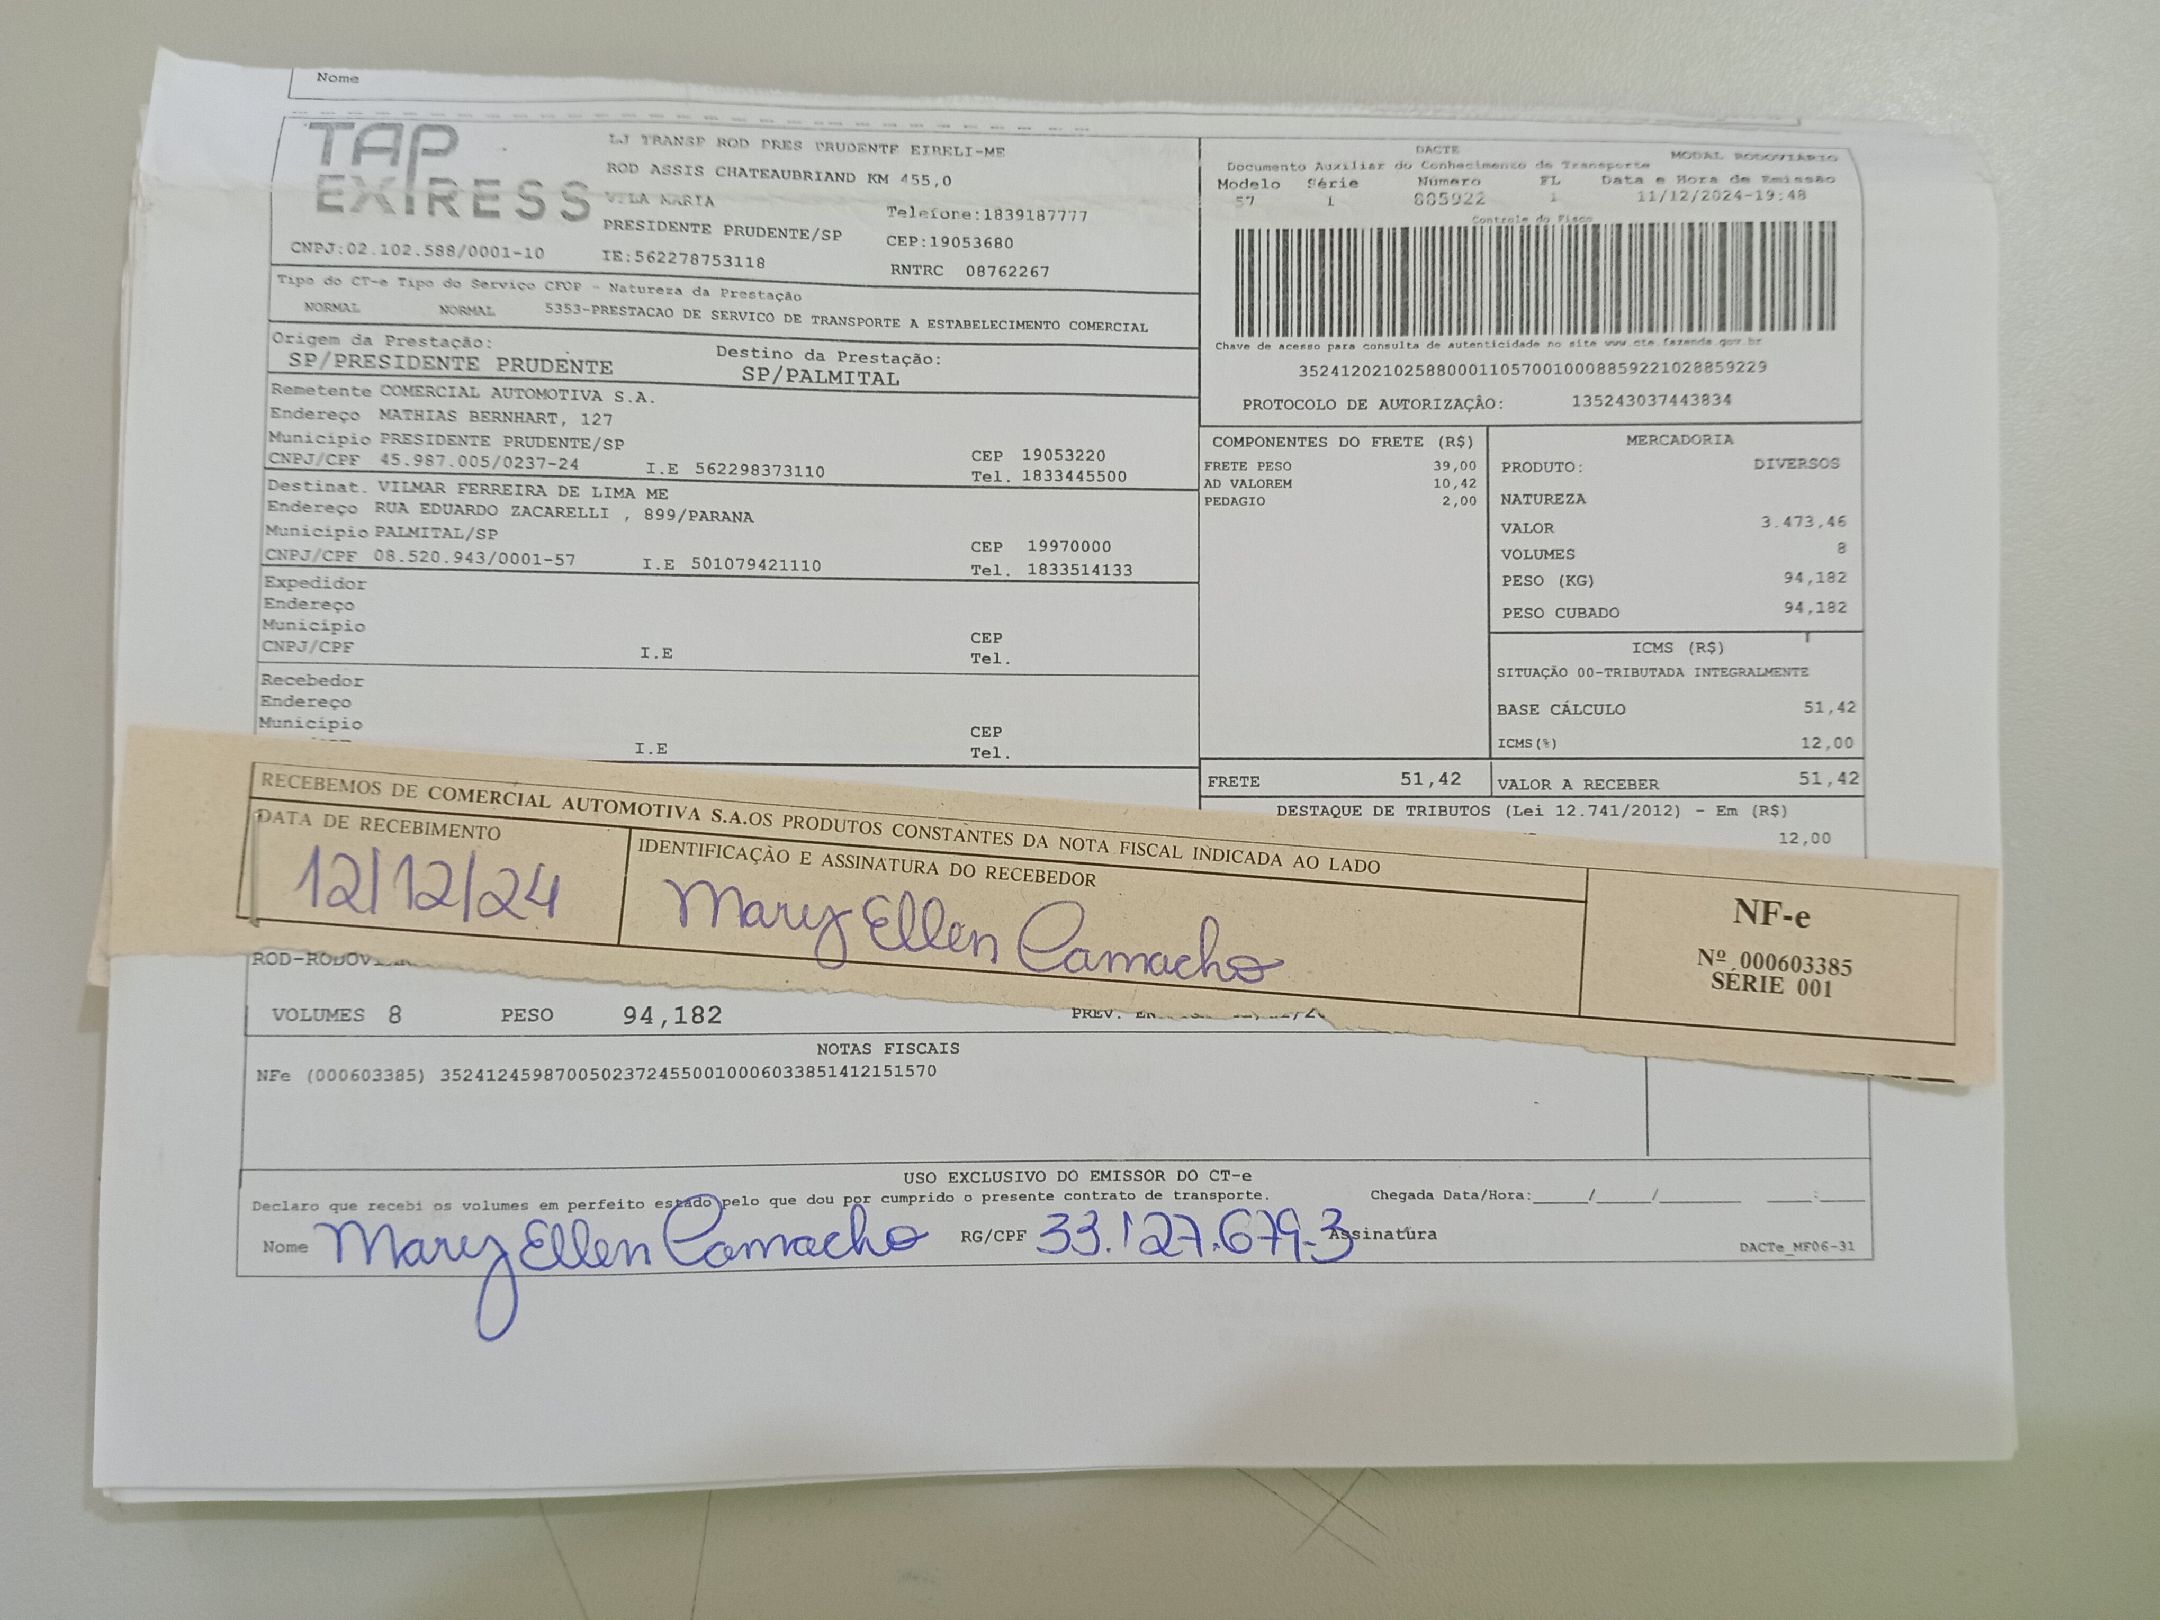 Nome
TAP
EXPRESS
LJ TRANSP ROD PRES PRUDENTE EIRELI-ME
ROD ASSIS CHATEAUBRIAND KM 455,0
VILA MARIA
PRESIDENTE PRUDENTE/SP
Telefone:1839187777
CEP:19053680
CNPJ:02.102.588/0001-10
IE:562278753118
RNTRC 08762267
DACTE
MODAL RODOVIÁRIO
Documento Auxiliar do Conhecimento de Transporte
Modelo Série Número FL Data e Hora de Emissão
57 1 885922 1 11/12/2024-19:48
Controle do Fisco
Chave de acesso para consulta de autenticidade no site www.cte.fazenda.gov.br
35241202102588000110570010008859221028859229
PROTOCOLO DE AUTORIZAÇÃO: 135243037443834
Tipo do CT-e Tipo do Serviço CFOP - Natureza da Prestação
NORMAL NORMAL 5353-PRESTACAO DE SERVICO DE TRANSPORTE A ESTABELECIMENTO COMERCIAL
Origem da Prestação:
SP/PRESIDENTE PRUDENTE
Destino da Prestação:
SP/PALMITAL
Remetente COMERCIAL AUTOMOTIVA S.A.
Endereço MATHIAS BERNHART, 127
Município PRESIDENTE PRUDENTE/SP CEP 19053220
CNPJ/CPF 45.987.005/0237-24 I.E 562298373110 Tel. 1833445500
Destinat. VILMAR FERREIRA DE LIMA ME
Endereço RUA EDUARDO ZACARELLI , 899/PARANA
Município PALMITAL/SP CEP 19970000
CNPJ/CPF 08.520.943/0001-57 I.E 501079421110 Tel. 1833514133
Expedidor
Endereço
Município CEP
CNPJ/CPF I.E Tel.
Recebedor
Endereço
Município CEP
I.E Tel.
COMPONENTES DO FRETE (R$)
FRETE PESO 39,00
AD VALOREM 10,42
PEDAGIO 2,00
MERCADORIA
PRODUTO: DIVERSOS
NATUREZA
VALOR 3.473,46
VOLUMES 8
PESO (KG) 94,182
PESO CUBADO 94,182
ICMS (R$)
SITUAÇÃO 00-TRIBUTADA INTEGRALMENTE
BASE CÁLCULO 51,42
ICMS(%) 12,00
FRETE 51,42 VALOR A RECEBER 51,42
DESTAQUE DE TRIBUTOS (Lei 12.741/2012) - Em (R$)
12,00
RECEBEMOS DE COMERCIAL AUTOMOTIVA S.A.OS PRODUTOS CONSTANTES DA NOTA FISCAL INDICADA AO LADO
DATA DE RECEBIMENTO
12/12/24
IDENTIFICAÇÃO E ASSINATURA DO RECEBEDOR
Mary Ellen Camacho
NF-e
Nº 000603385
SÉRIE 001
VOLUMES 8 PESO 94,182 PREV.
NOTAS FISCAIS
NFe (000603385) 35241245987005023724550010006033851412151570
USO EXCLUSIVO DO EMISSOR DO CT-e
Declaro que recebi os volumes em perfeito estado pelo que dou por cumprido o presente contrato de transporte. Chegada Data/Hora:____/____/________ ____:____
Nome Mary Ellen Camacho RG/CPF 33.127.679-3 Assinatura
DACTe_MF06-31